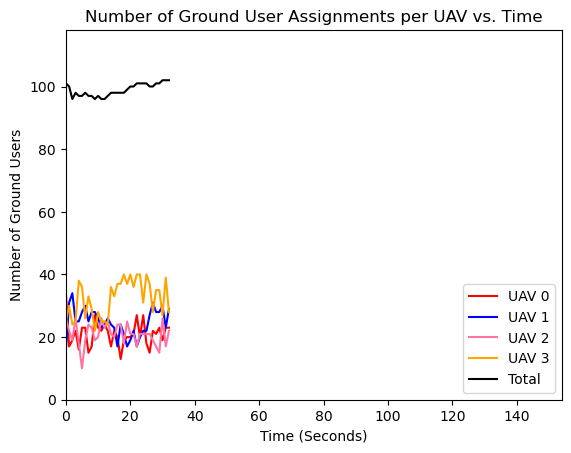 Number of Ground User Assignments per UAV vs. Time
Number of Ground Users
100
80
60
40
20
0
0 20 40 60 80 100 120 140
Time (Seconds)
UAV 0
UAV 1
UAV 2
UAV 3
Total